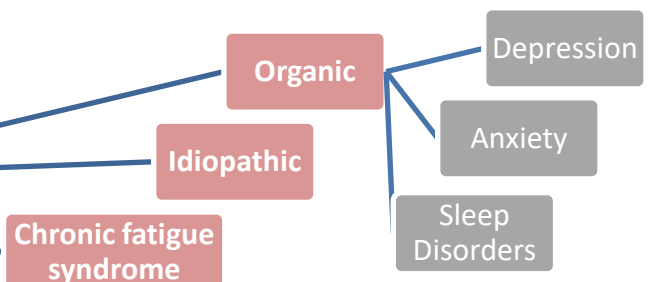 Organic
Depression
Anxiety
Idiopathic
Sleep
Disorders
Chronic fatigue
syndrome